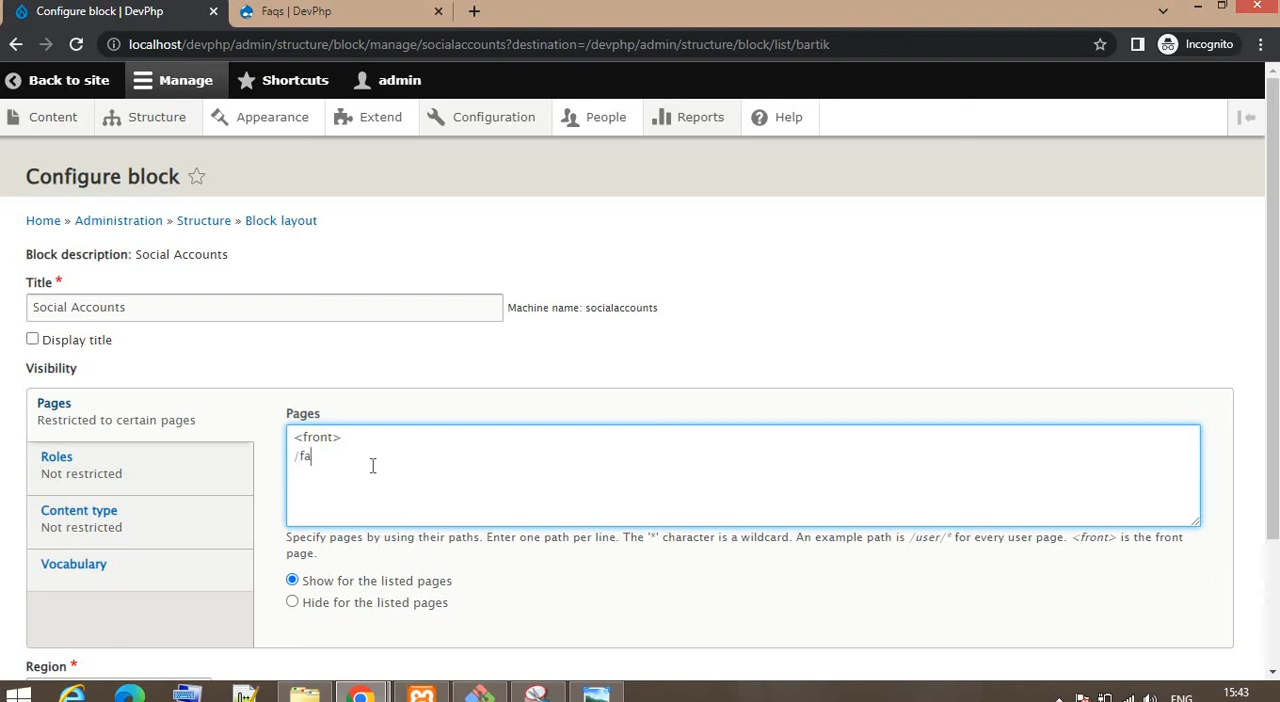 Configure block | DevPhp
Faqs | DevPhp
localhost/devphp/admin/structure/block/manage/socialaccounts?destination=/devphp/admin/structure/block/list/bartik
Incognito
Back to site
Manage
Shortcuts
admin
Content
Structure
Appearance
Extend
Configuration
People
Reports
Help
Configure block
Home » Administration » Structure » Block layout
Block description: Social Accounts
Title *
Social Accounts
Machine name: socialaccounts
Display title
Visibility
Pages
Restricted to certain pages
Roles
Not restricted
Content type
Not restricted
Vocabulary
Pages
<front>
/fa
Specify pages by using their paths. Enter one path per line. The '*' character is a wildcard. An example path is /user/* for every user page. <front> is the front
page.
Show for the listed pages
Hide for the listed pages
Region *
ENG
15:43